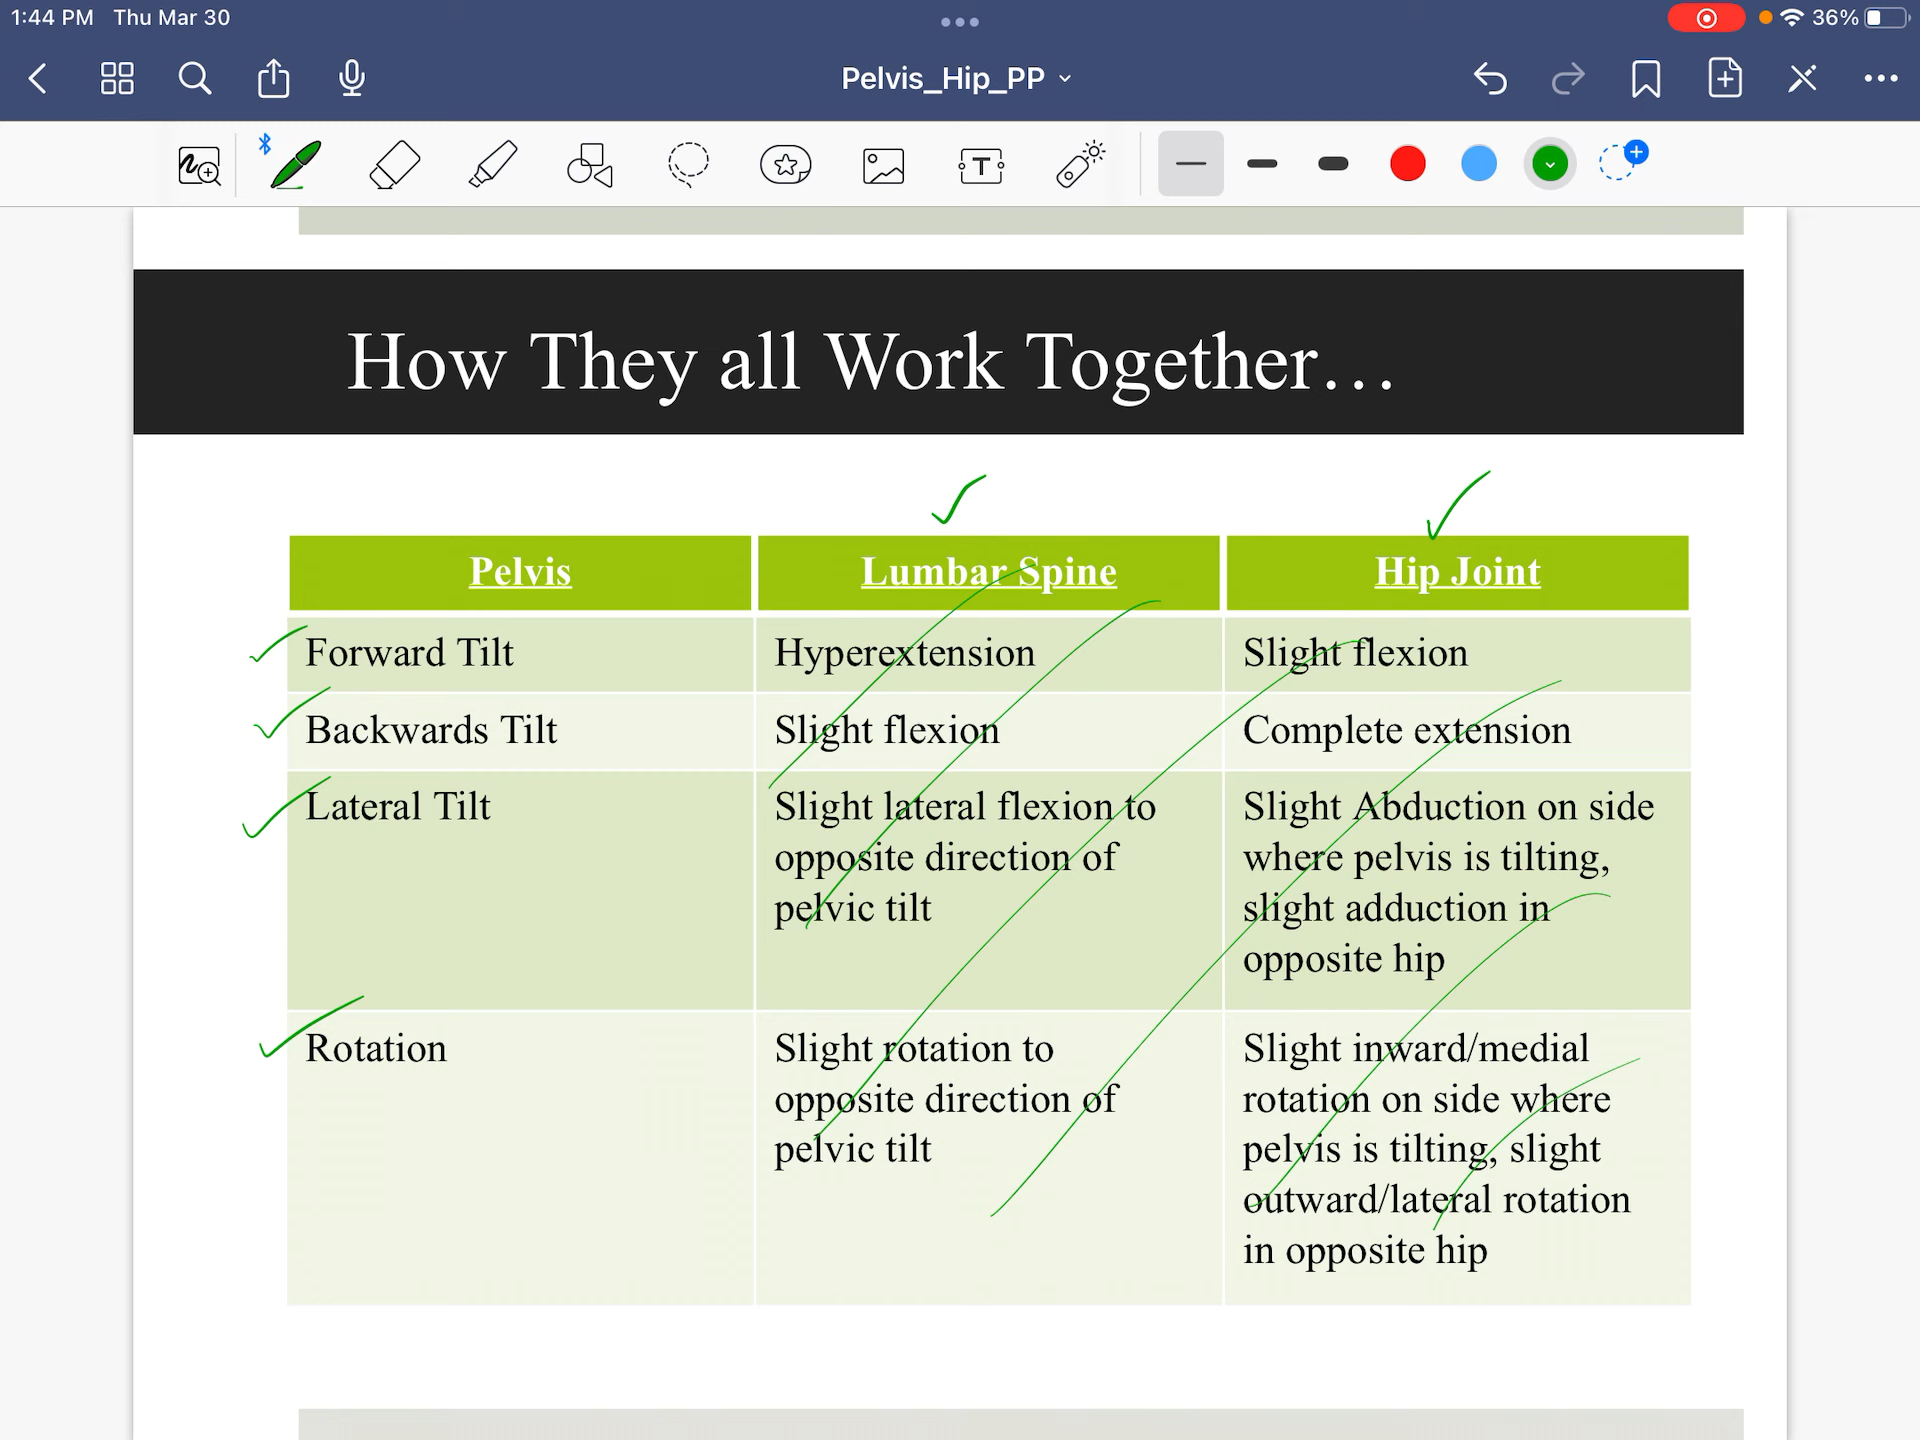 1:44 PM Thu Mar 30
36%
Pelvis_Hip_PP
T
How They all Work Together…
Pelvis
Lumbar Spine
Hip Joint
Forward Tilt
Hyperextension
Slight flexion
Backwards Tilt
Slight flexion
Complete extension
Lateral Tilt
Slight lateral flexion to
opposite direction of
pelvic tilt
Slight Abduction on side
where pelvis is tilting,
slight adduction in
opposite hip
Rotation
Slight rotation to
opposite direction of
pelvic tilt
Slight inward/medial
rotation on side where
pelvis is tilting, slight
outward/lateral rotation
in opposite hip